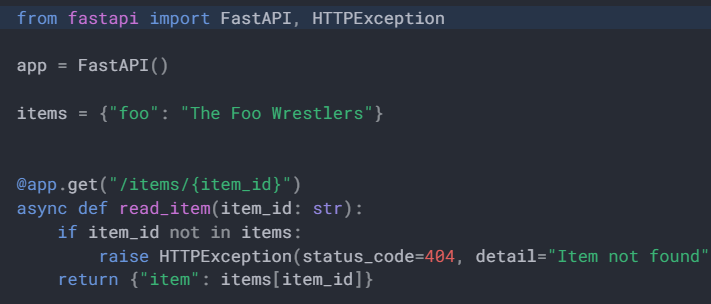 from fastapi import FastAPI, HTTPException
app = FastAPI()
items = {"foo": "The Foo Wrestlers"}
@app.get("/items/{item_id}")
async def read_item(item_id: str):
    if item_id not in items:
        raise HTTPException(status_code=404, detail="Item not found"
    return {"item": items[item_id]}